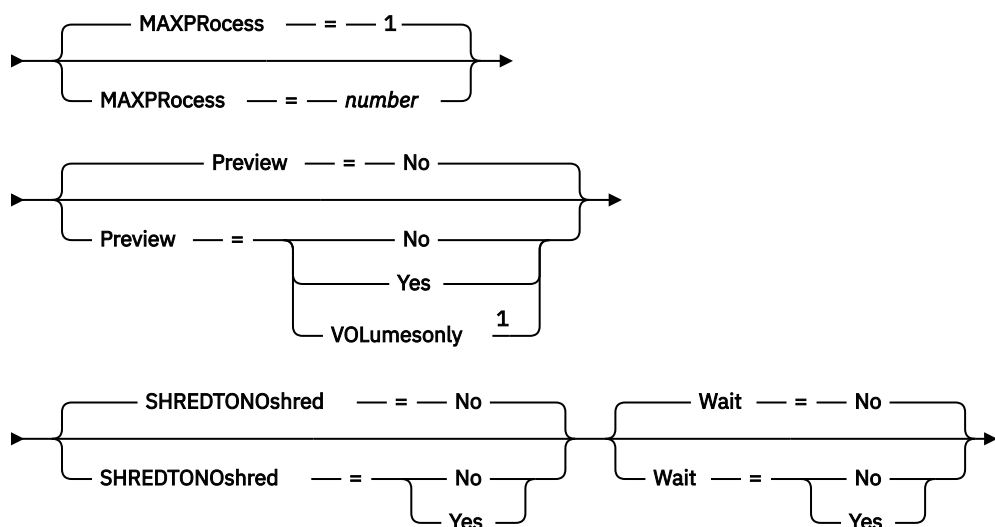 MAXPRocess = 1
MAXPRocess = number
Preview = No
Preview = No
Yes
VOLumesonly 1
SHREDTONOshred = No Wait = No
SHREDTONOshred = No Wait = No
Yes Yes